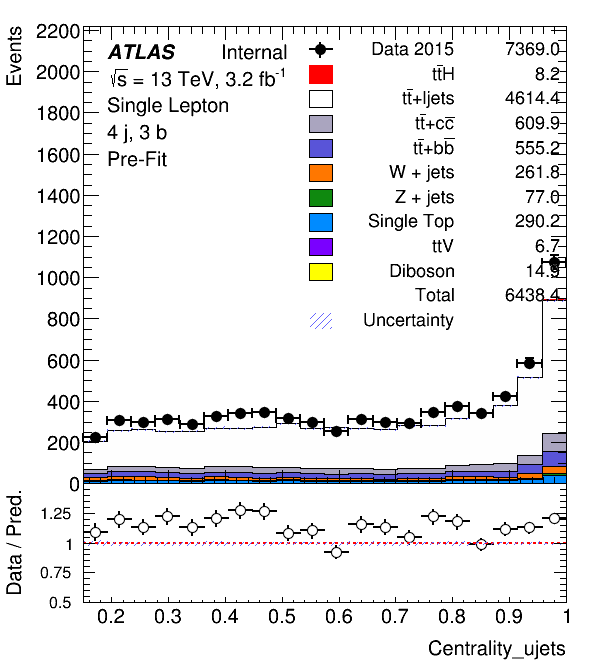 Events
2200
2000
1800
1600
1400
1200
1000
800
600
400
200
0
ATLAS Internal
√s = 13 TeV, 3.2 fb⁻¹
Single Lepton
4 j, 3 b
Pre-Fit
Data 2015 7369.0
tt̄H 8.2
tt̄+ljets 4614.4
tt̄+cc̄ 609.9
tt̄+bb̄ 555.2
W + jets 261.8
Z + jets 77.0
Single Top 290.2
ttV 6.7
Diboson 14.9
Total 6438.4
Uncertainty
Data / Pred.
1.25
1
0.75
0.5
0.2 0.3 0.4 0.5 0.6 0.7 0.8 0.9 1
Centrality_ujets